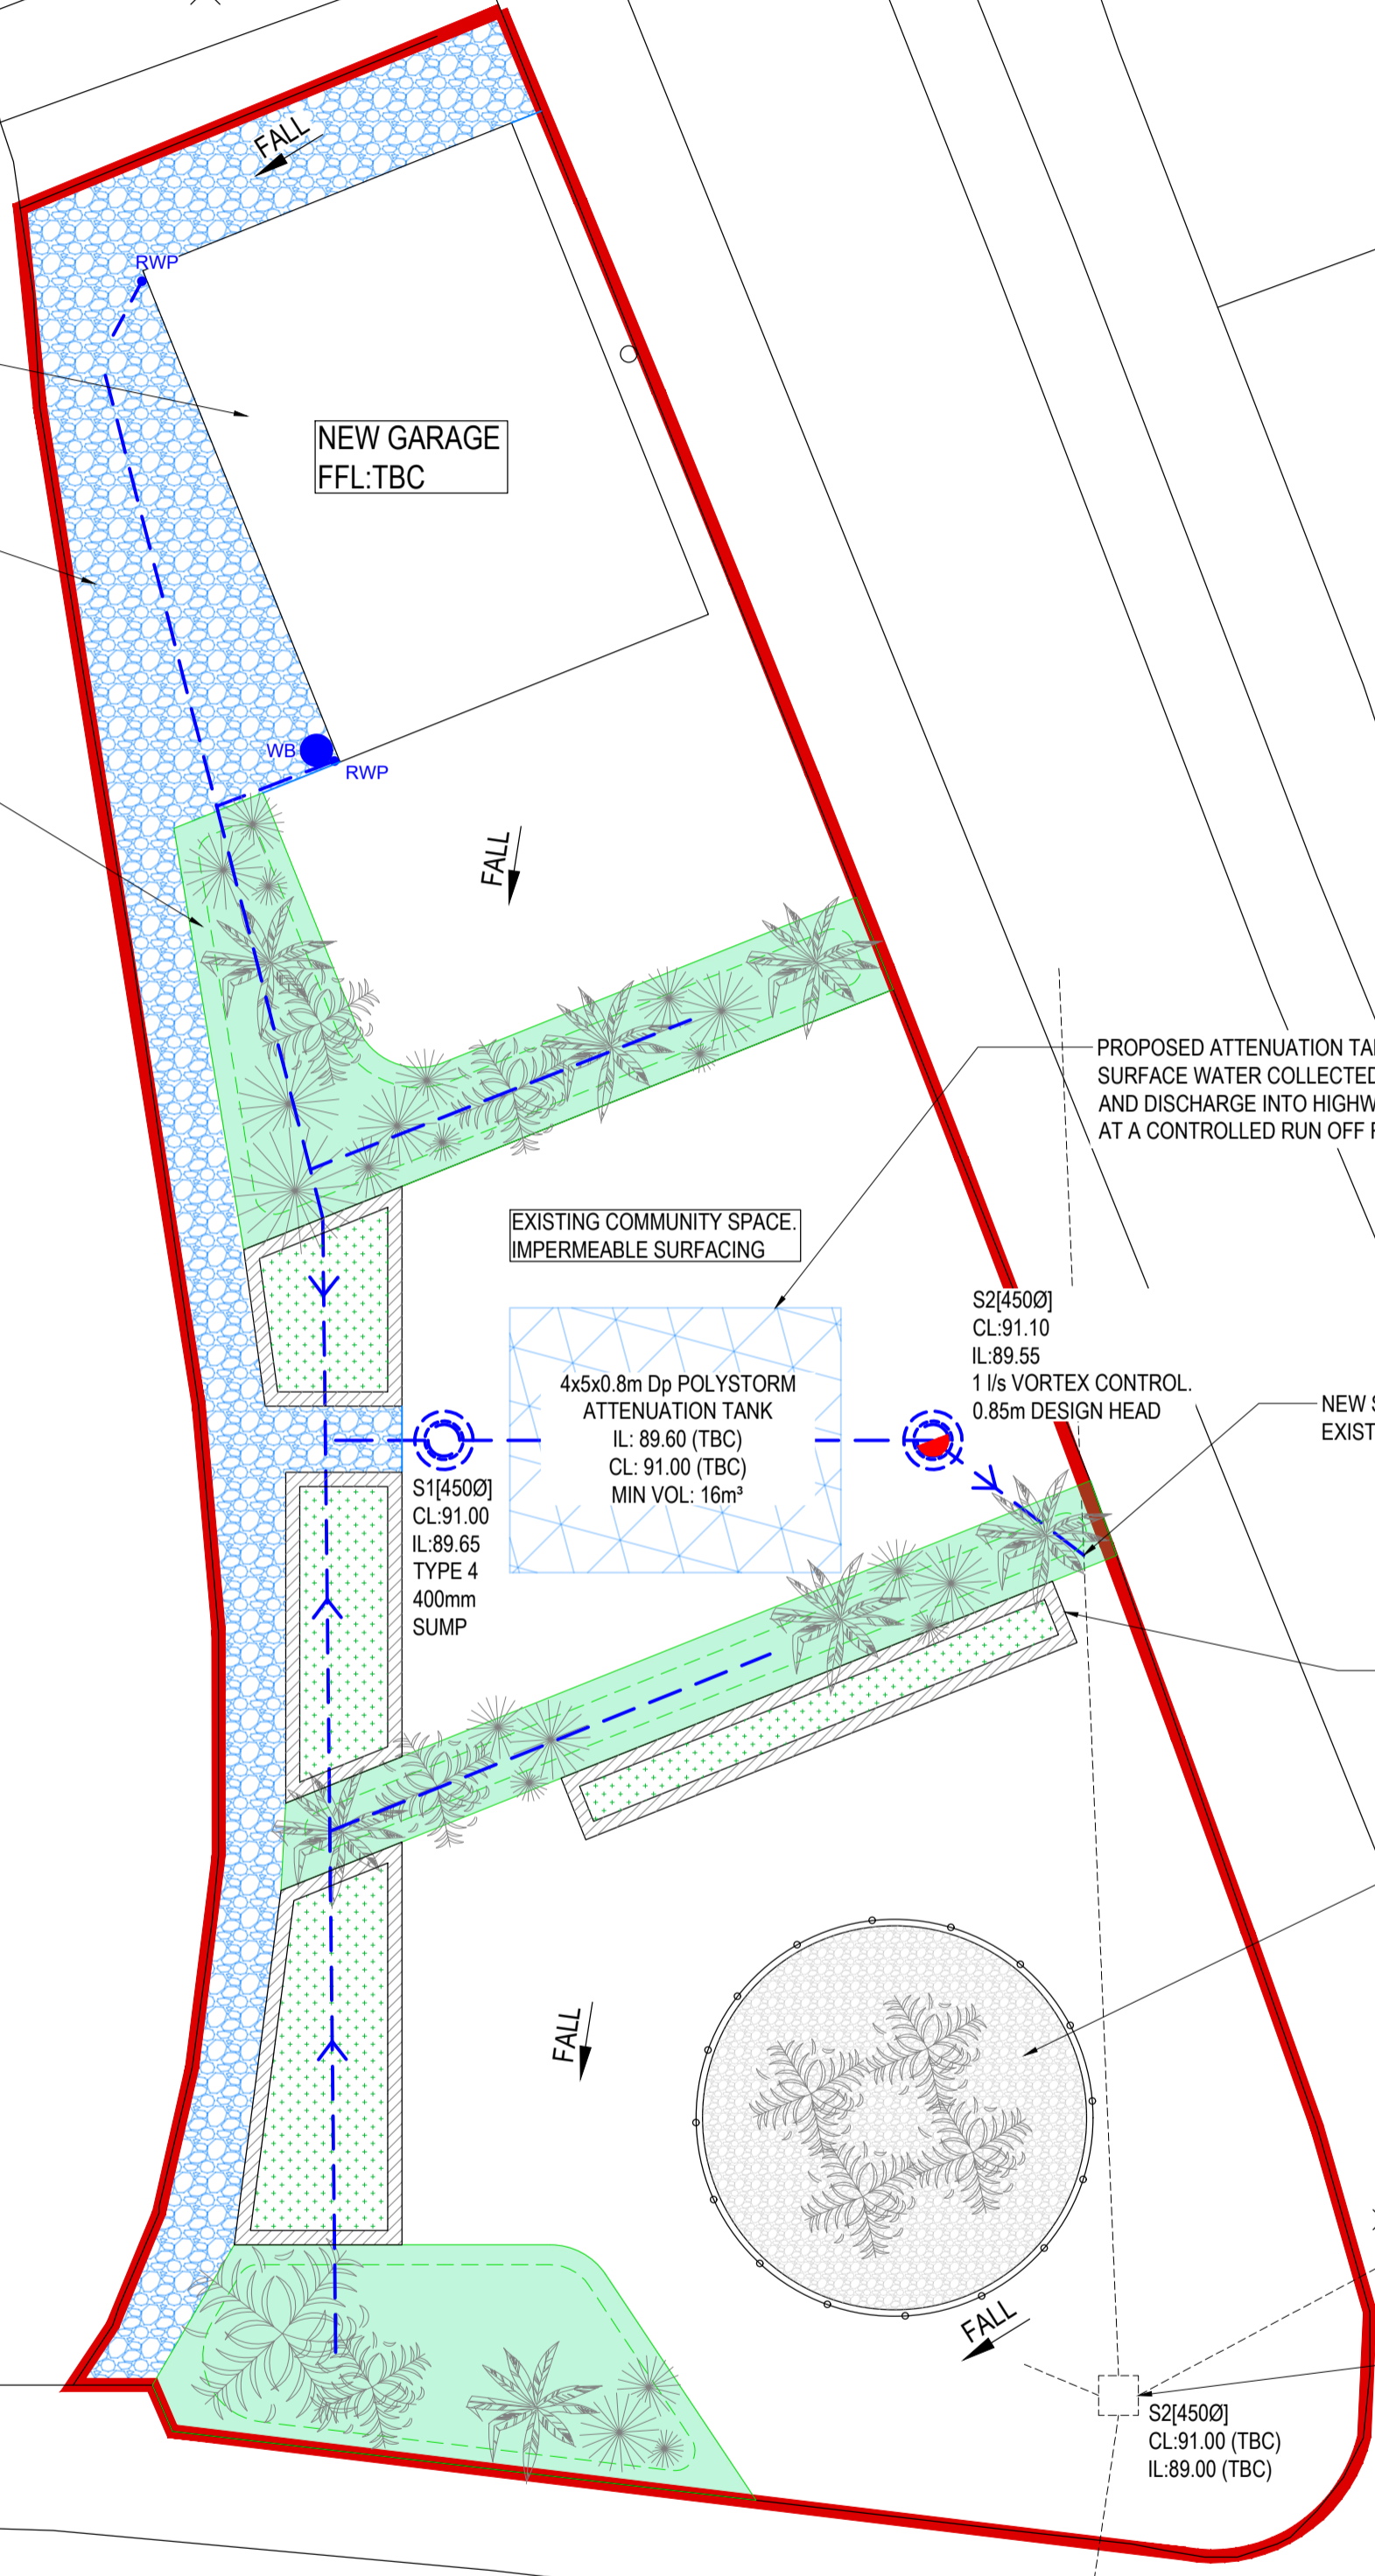 FALL
RWP
NEW GARAGE
FFL:TBC
WB
RWP
FALL
PROPOSED ATTENUATION
SURFACE WATER COLLECTED
AND DISCHARGE INTO
AT A CONTROLLED RUN OFF
EXISTING COMMUNITY SPACE.
IMPERMEABLE SURFACING
S2[450Ø]
CL:91.10
IL:89.55
1 l/s VORTEX CONTROL.
0.85m DESIGN HEAD
4x5x0.8m Dp POLYSTORM
ATTENUATION TANK
IL: 89.60 (TBC)
CL: 91.00 (TBC)
MIN VOL: 16m³
NEW
S1[450Ø]
CL:91.00
IL:89.65
TYPE 4
400mm
SUMP
FALL
FALL
S2[450Ø]
CL:91.00 (TBC)
IL:89.00 (TBC)